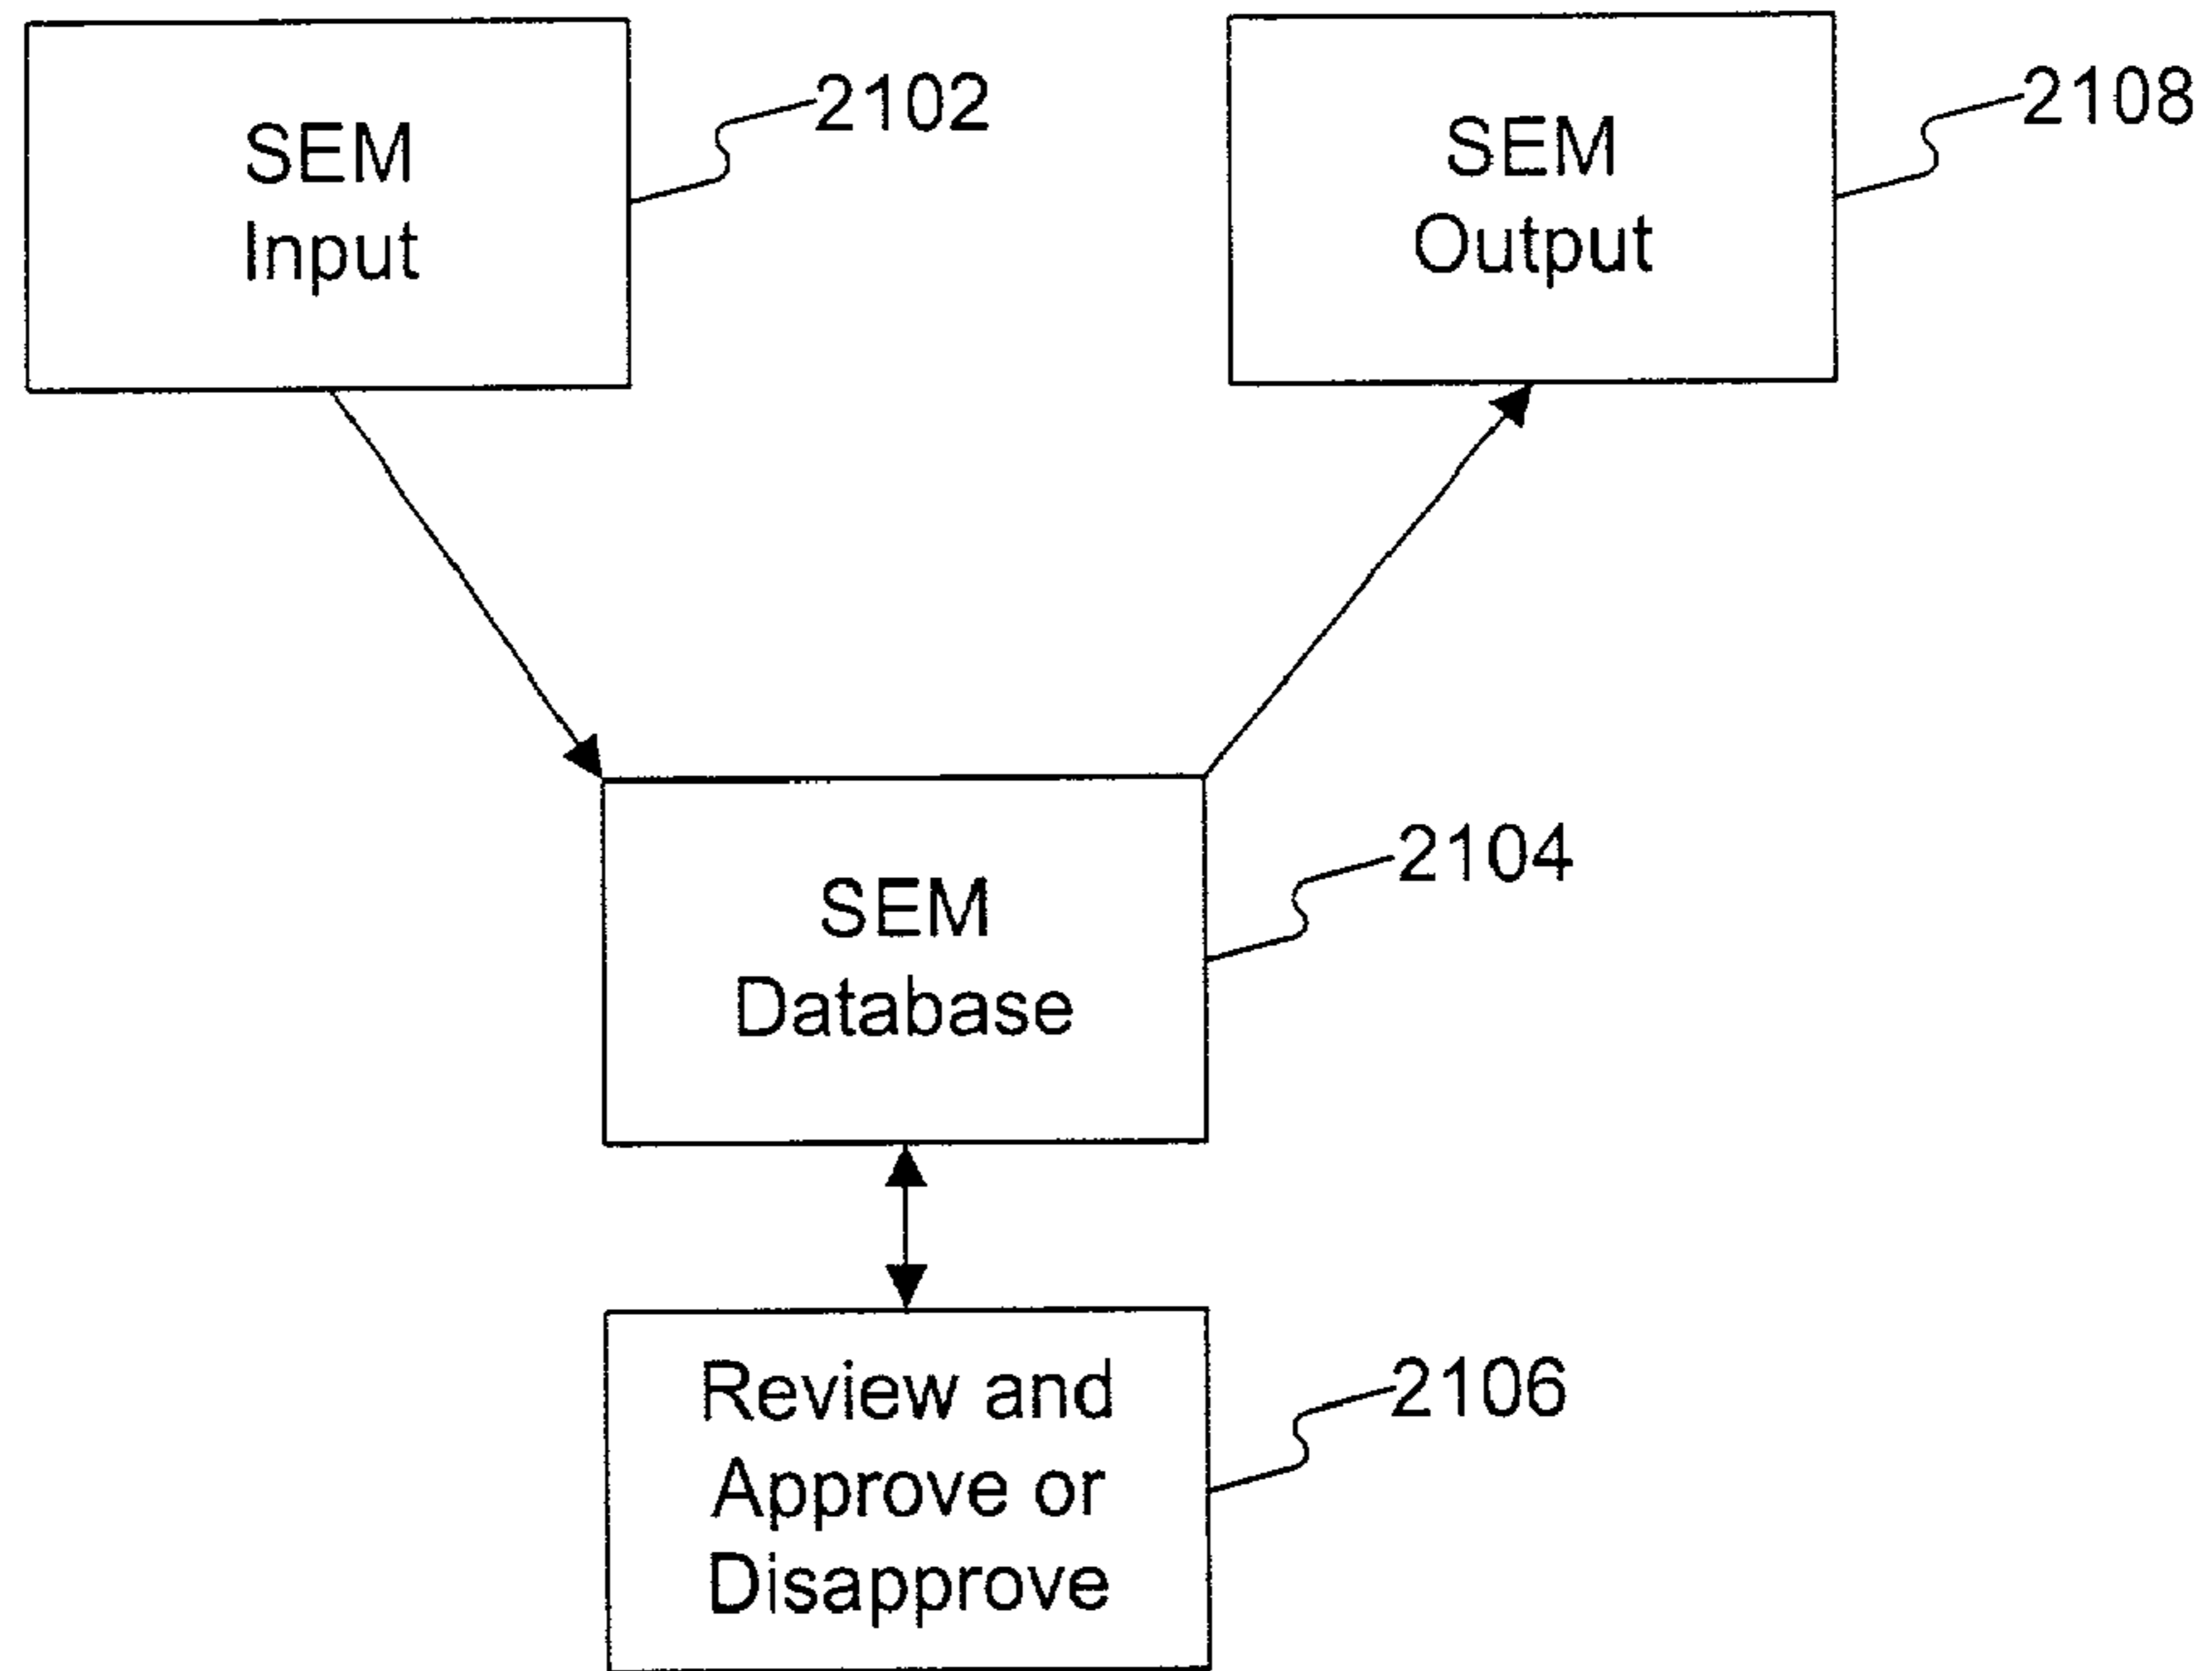 SEM
Input
2102
SEM
Output
2108
SEM
Database
2104
Review and
Approve or
Disapprove
2106